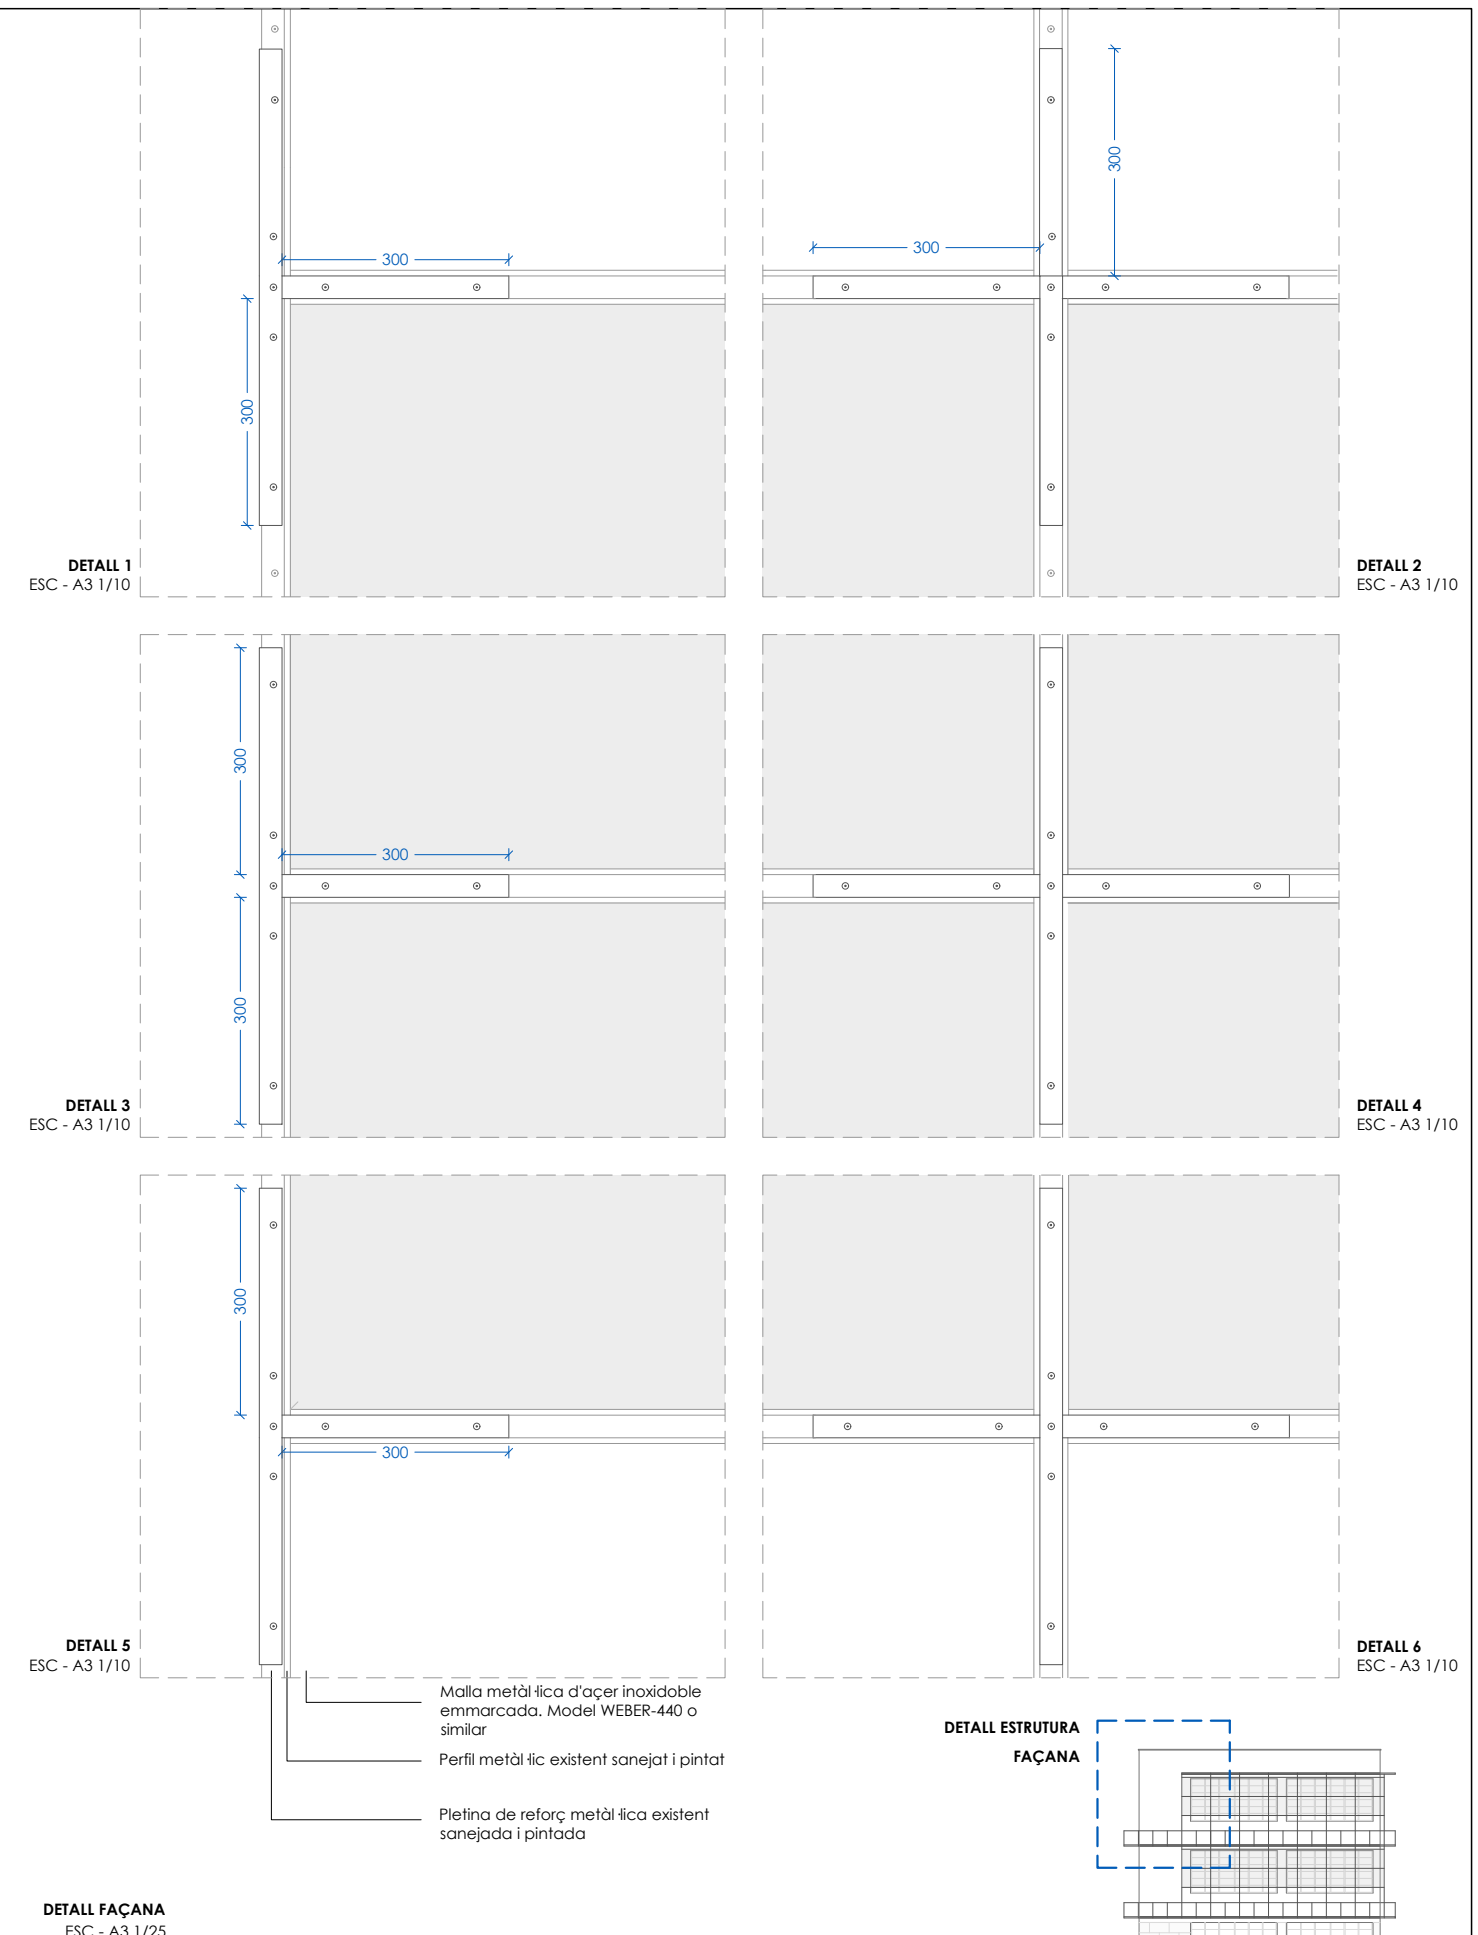 300
300
300
300
DETALL 1
ESC - A3 1/10
DETALL 2
ESC - A3 1/10
300
300
300
DETALL 3
ESC - A3 1/10
DETALL 4
ESC - A3 1/10
300
300
DETALL 5
ESC - A3 1/10
DETALL 6
ESC - A3 1/10
Malla metàl·lica d'açer inoxidoble
emmarcada. Model WEBER-440 o
similar
Perfil metàl·lic existent sanejat i pintat
Pletina de reforç metàl·lica existent
sanejada i pintada
DETALL ESTRUTURA
FAÇANA
DETALL FAÇANA
ESC - A3 1/25